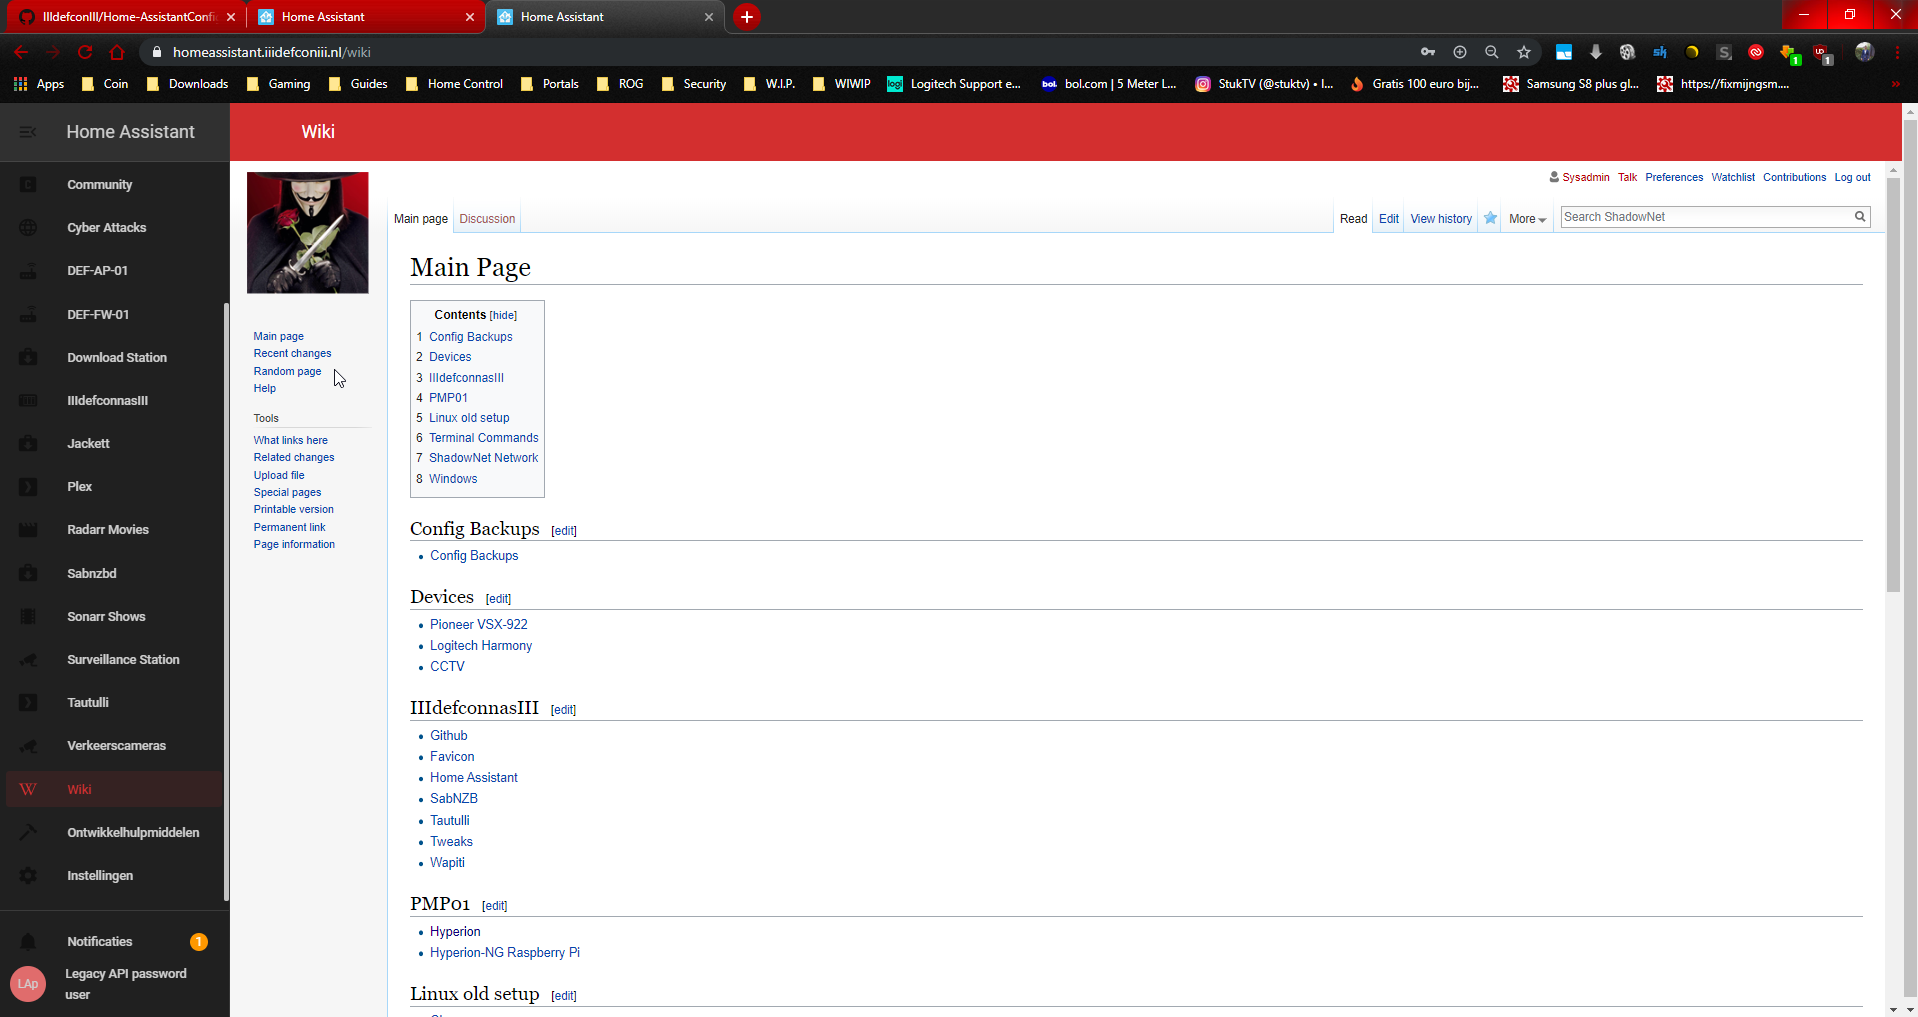 IIIdefconIII/Home-AssistantConfi
Home Assistant
Home Assistant
homeassistant.iiidefconiii.nl/wiki
Apps
Coin
Downloads
Gaming
Guides
Home Control
Portals
ROG
Security
W.I.P.
WIWIP
Logitech Support e...
bol.com | 5 Meter L...
StukTV (@stuktv) • I...
Gratis 100 euro bij...
Samsung S8 plus gl...
https://fixmijngsm....
Home Assistant
Wiki
Community
Cyber Attacks
DEF-AP-01
DEF-FW-01
Download Station
IIIdefconnasIII
Jackett
Plex
Radarr Movies
Sabnzbd
Sonarr Shows
Surveillance Station
Tautulli
Verkeerscameras
Wiki
Ontwikkelhulpmiddelen
Instellingen
Notificaties 1
LAp
Legacy API password
user
Main page
Recent changes
Random page
Help
Tools
What links here
Related changes
Upload file
Special pages
Printable version
Permanent link
Page information
Sysadmin Talk Preferences Watchlist Contributions Log out
Main page Discussion
Read Edit View history More
Search ShadowNet
Main Page
Contents [hide]
1 Config Backups
2 Devices
3 IIIdefconnasIII
4 PMP01
5 Linux old setup
6 Terminal Commands
7 ShadowNet Network
8 Windows
Config Backups [edit]
Config Backups
Devices [edit]
Pioneer VSX-922
Logitech Harmony
CCTV
IIIdefconnasIII [edit]
Github
Favicon
Home Assistant
SabNZB
Tautulli
Tweaks
Wapiti
PMP01 [edit]
Hyperion
Hyperion-NG Raspberry Pi
Linux old setup [edit]